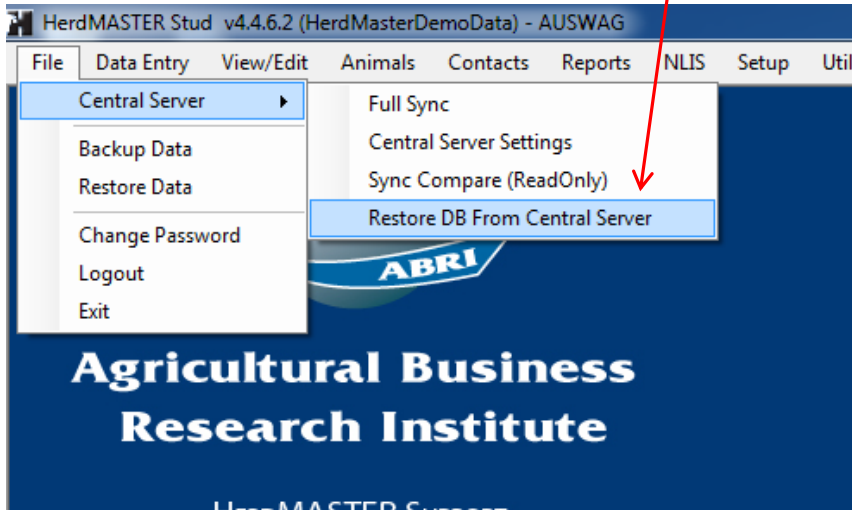 HerdMASTER Stud v4.4.6.2 (HerdMasterDemoData) - AUSWAG
File Data Entry View/Edit Animals Contacts Reports NLIS Setup
Central Server
Backup Data
Restore Data
Change Password
Logout
Exit
Full Sync
Central Server Settings
Sync Compare (ReadOnly)
Restore DB From Central Server
ABRI
Agricultural Business
Research Institute